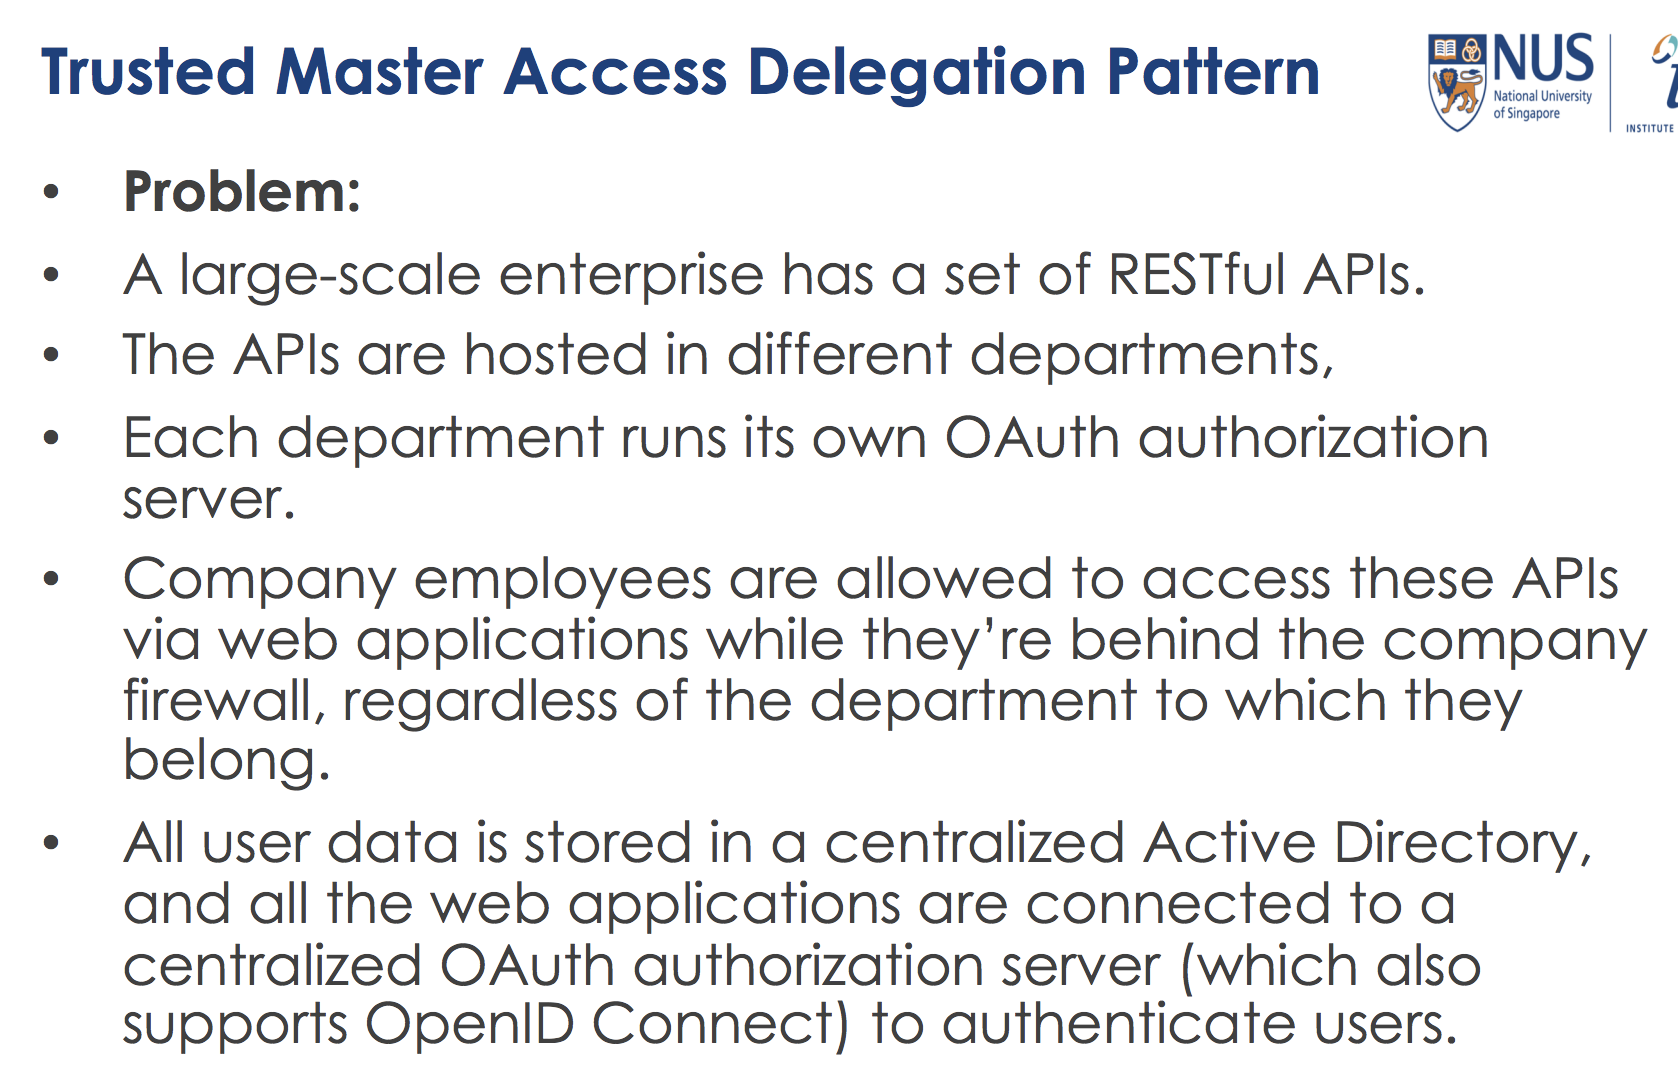 Trusted Master Access Delegation Pattern
NUS
National University
of Singapore
INSTITUTE
• Problem:
• A large-scale enterprise has a set of RESTful APIs.
• The APIs are hosted in different departments,
• Each department runs its own OAuth authorization
server.
• Company employees are allowed to access these APIs
via web applications while they’re behind the company
firewall, regardless of the department to which they
belong.
• All user data is stored in a centralized Active Directory,
and all the web applications are connected to a
centralized OAuth authorization server (which also
supports OpenID Connect) to authenticate users.